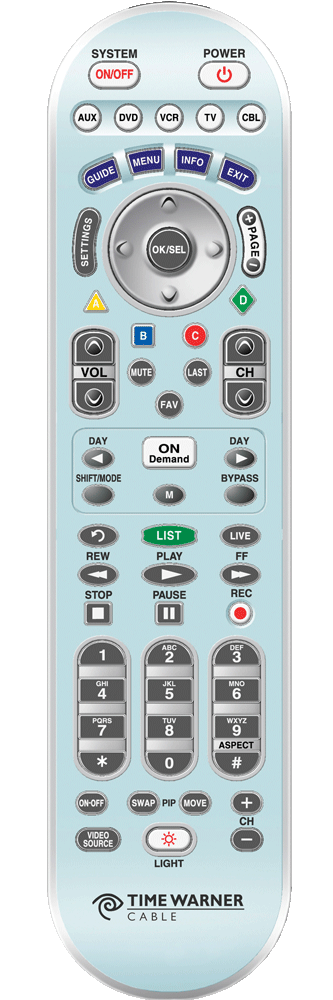 SYSTEM POWER
ON/OFF
AUX DVD VCR TV CBL
GUIDE MENU INFO EXIT
SETTINGS OK/SEL + PAGE −
A D
B C
VOL MUTE LAST CH
FAV
DAY ON DAY
Demand
SHIFT/MODE M BYPASS
LIST LIVE
REW PLAY FF
STOP PAUSE REC
ABC DEF
1 2 3
GHI JKL MNO
4 5 6
PQRS TUV WXYZ
7 8 9
ASPECT
* 0 #
ON-OFF SWAP PIP MOVE +
CH
VIDEO
SOURCE −
LIGHT
TIME WARNER
CABLE